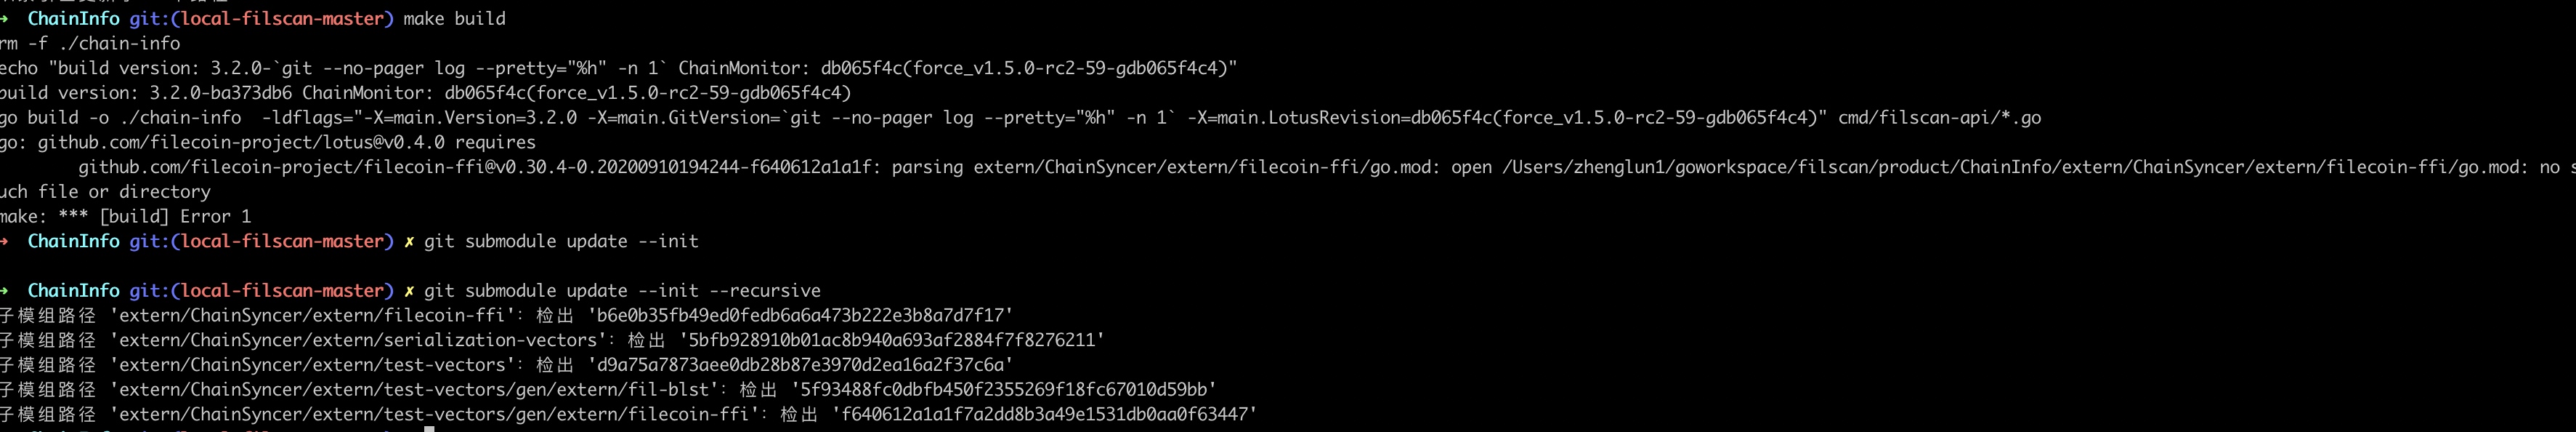 ➜ ChainInfo git:(local-filscan-master) make build
rm -f ./chain-info
echo "build version: 3.2.0-`git --no-pager log --pretty="%h" -n 1` ChainMonitor: db065f4c(force_v1.5.0-rc2-59-gdb065f4c4)"
build version: 3.2.0-ba373db6 ChainMonitor: db065f4c(force_v1.5.0-rc2-59-gdb065f4c4)
go build -o ./chain-info  -ldflags="-X=main.Version=3.2.0 -X=main.GitVersion=`git --no-pager log --pretty="%h" -n 1` -X=main.LotusRevision=db065f4c(force_v1.5.0-rc2-59-gdb065f4c4)" cmd/filscan-api/*.go
go: github.com/filecoin-project/lotus@v0.4.0 requires
github.com/filecoin-project/filecoin-ffi@v0.30.4-0.20200910194244-f640612a1a1f: parsing extern/ChainSyncer/extern/filecoin-ffi/go.mod: open /Users/zhenglun1/goworkspace/filscan/product/ChainInfo/extern/ChainSyncer/extern/filecoin-ffi/go.mod: no s
uch file or directory
make: *** [build] Error 1
➜ ChainInfo git:(local-filscan-master) ✗ git submodule update --init
➜ ChainInfo git:(local-filscan-master) ✗ git submodule update --init --recursive
子模组路径 'extern/ChainSyncer/extern/filecoin-ffi'：检出 'b6e0b35fb49ed0fedb6a6a473b222e3b8a7d7f17'
子模组路径 'extern/ChainSyncer/extern/serialization-vectors'：检出 '5bfb928910b01ac8b940a693af2884f7f8276211'
子模组路径 'extern/ChainSyncer/extern/test-vectors'：检出 'd9a75a7873aee0db28b87e3970d2ea16a2f37c6a'
子模组路径 'extern/ChainSyncer/extern/test-vectors/gen/extern/fil-blst'：检出 '5f93488fc0dbfb450f2355269f18fc67010d59bb'
子模组路径 'extern/ChainSyncer/extern/test-vectors/gen/extern/filecoin-ffi'：检出 'f640612a1a1f7a2dd8b3a49e1531db0aa0f63447'